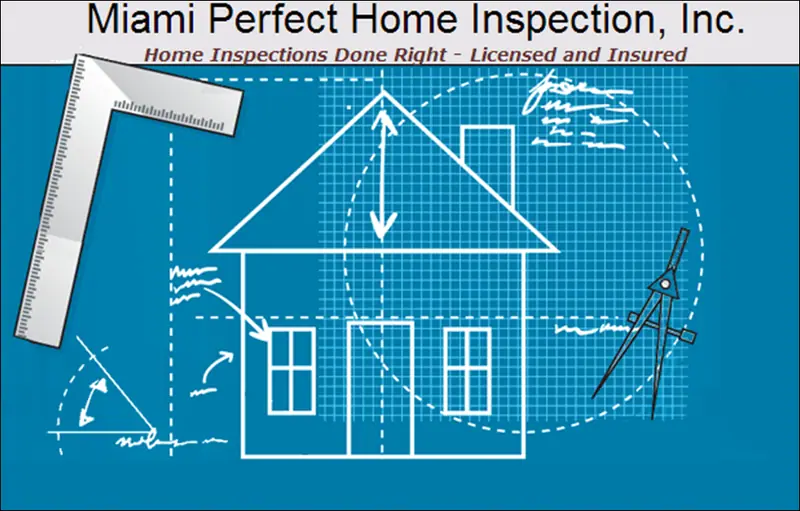 Miami Perfect Home Inspection, Inc.
Home Inspections Done Right - Licensed and Insured